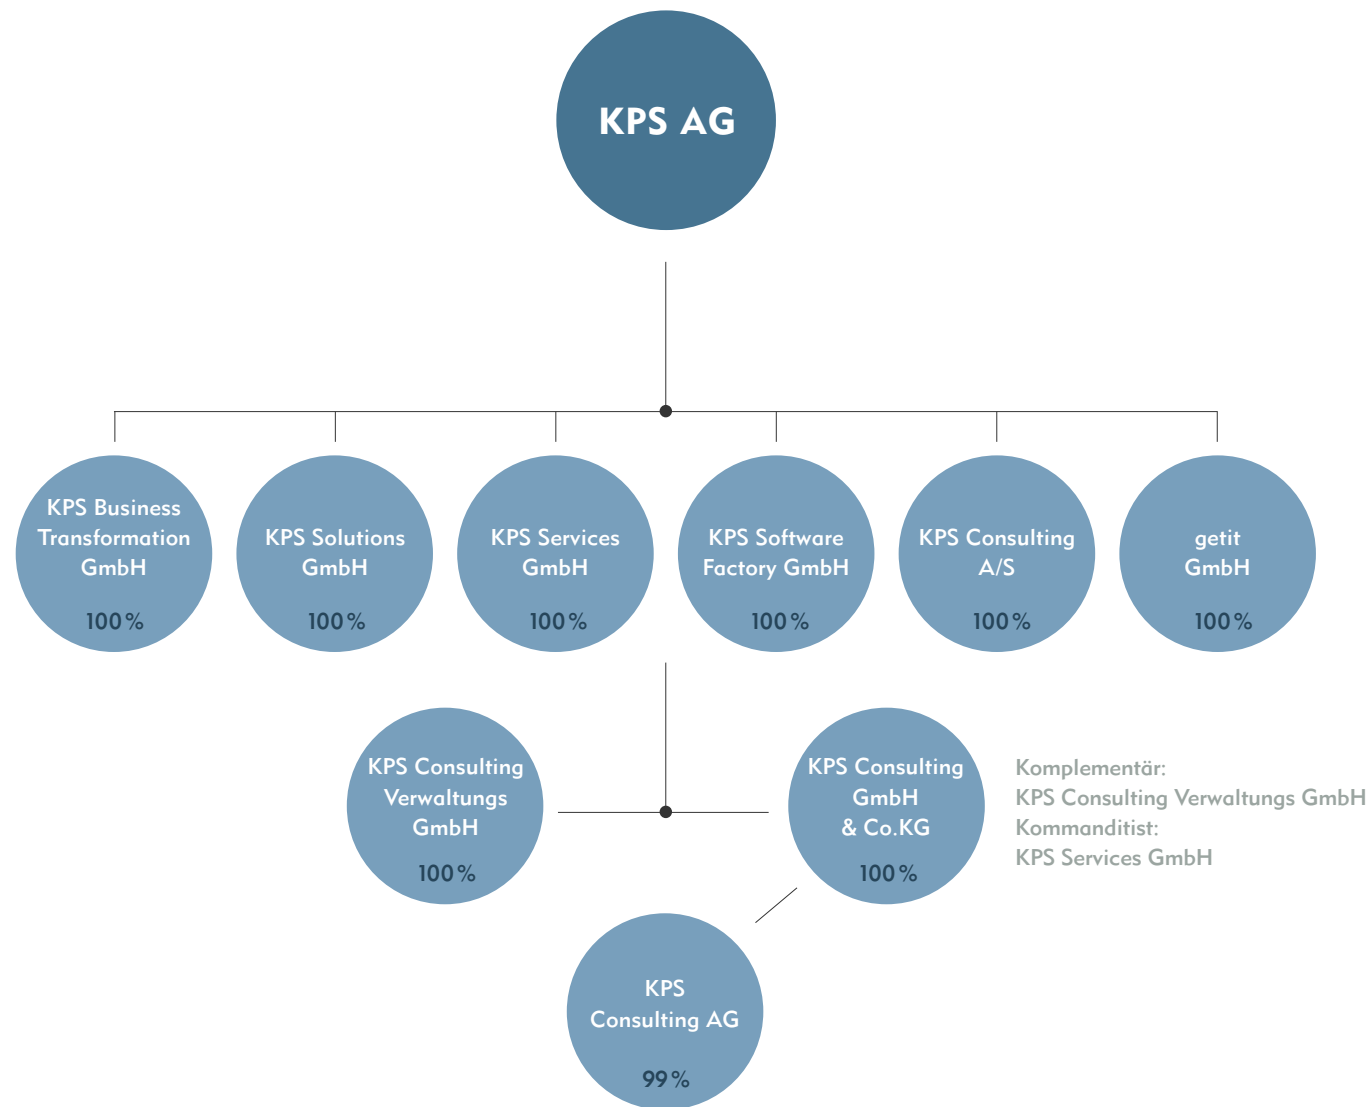 KPS AG
KPS Business
Transformation
GmbH
100 %
KPS Solutions
GmbH
100 %
KPS Services
GmbH
100 %
KPS Software
Factory GmbH
100 %
KPS Consulting
A/S
100 %
getit
GmbH
100 %
KPS Consulting
Verwaltungs
GmbH
100 %
KPS Consulting
GmbH
& Co.KG
100 %
Komplementär:
KPS Consulting Verwaltungs GmbH
Kommanditist:
KPS Services GmbH
KPS
Consulting AG
99 %